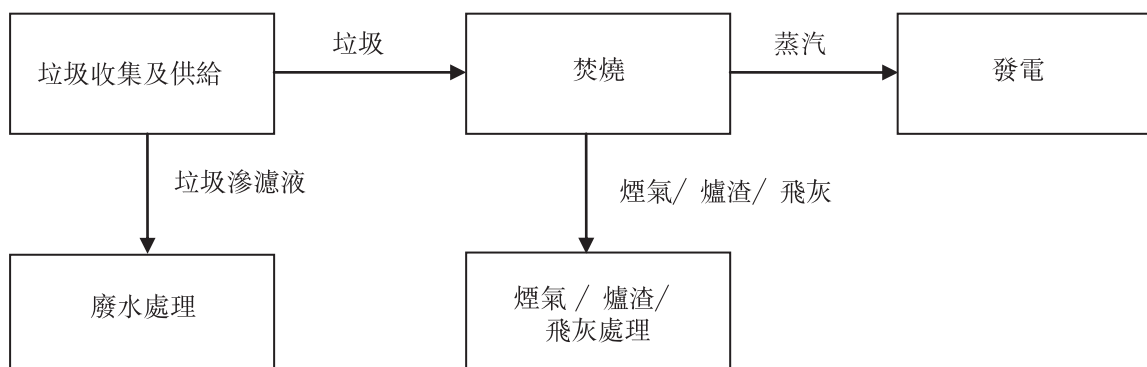 垃圾收集及供給
垃圾
焚燒
蒸汽
發電
垃圾滲濾液
煙氣/ 爐渣/ 飛灰
廢水處理
煙氣 / 爐渣/
飛灰處理